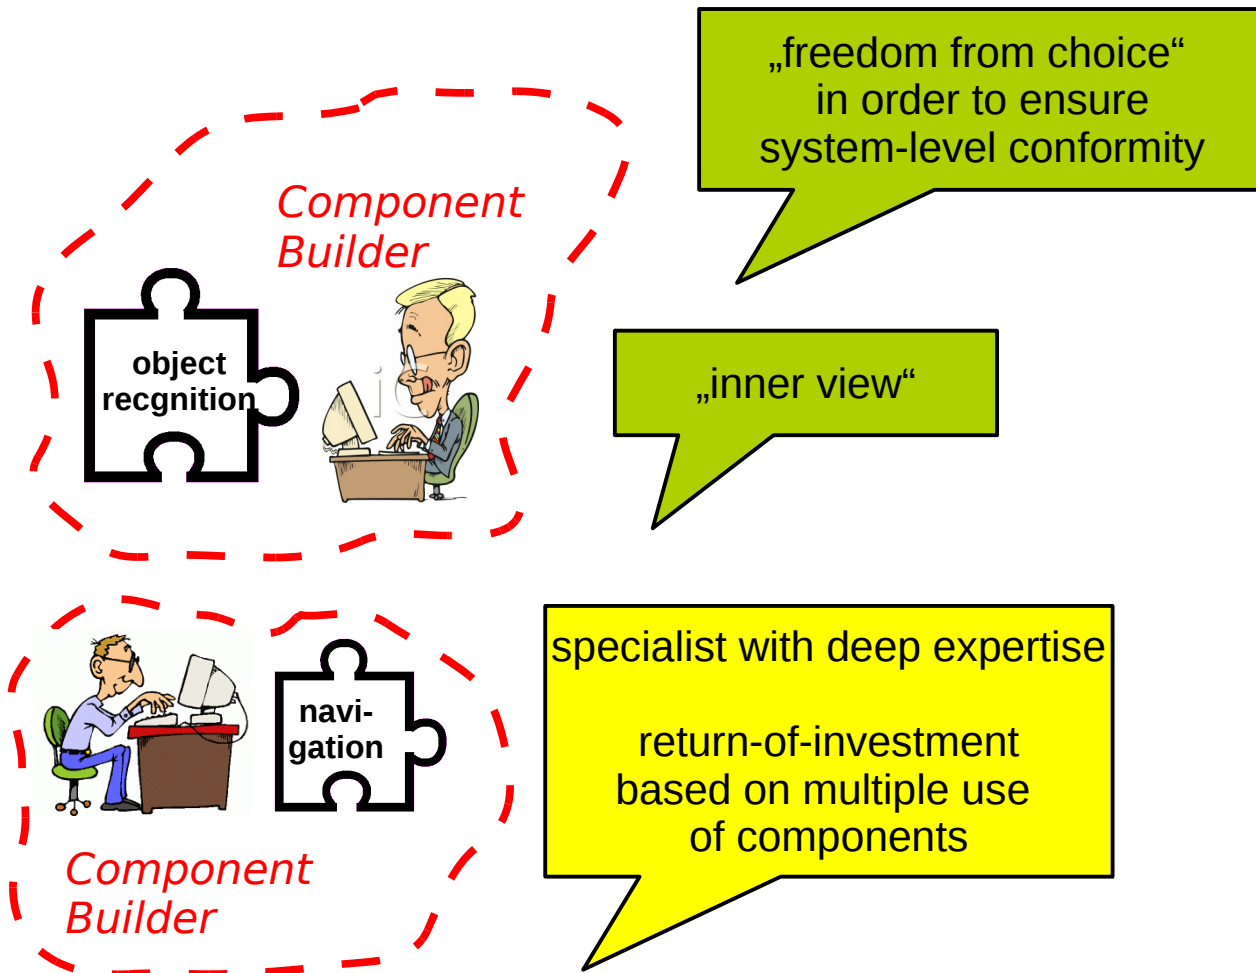 „freedom from choice“
in order to ensure
system-level conformity
Component
Builder
object
recgnition
„inner view“
specialist with deep expertise
return-of-investment
based on multiple use
of components
navi-
gation
Component
Builder